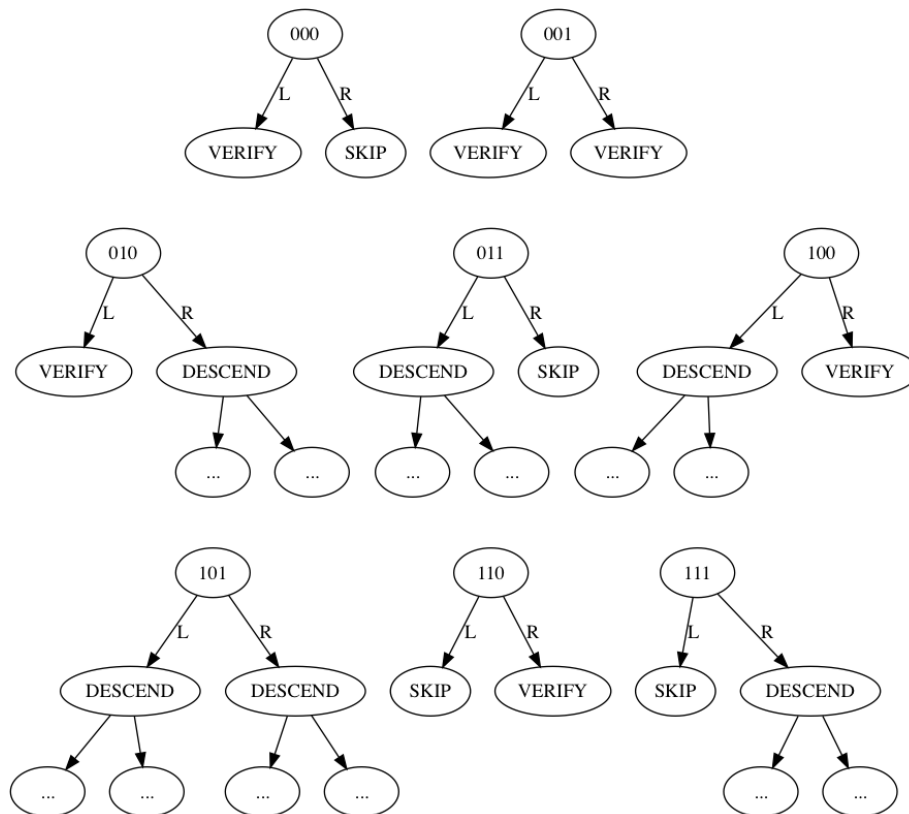 000 001
L R L R
VERIFY SKIP VERIFY VERIFY
010 011 100
L R L R L R
VERIFY DESCEND DESCEND SKIP DESCEND VERIFY
... ... ... ... ... ...
101 110 111
L R L R L R
DESCEND DESCEND SKIP VERIFY SKIP DESCEND
... ... ... ... ... ...